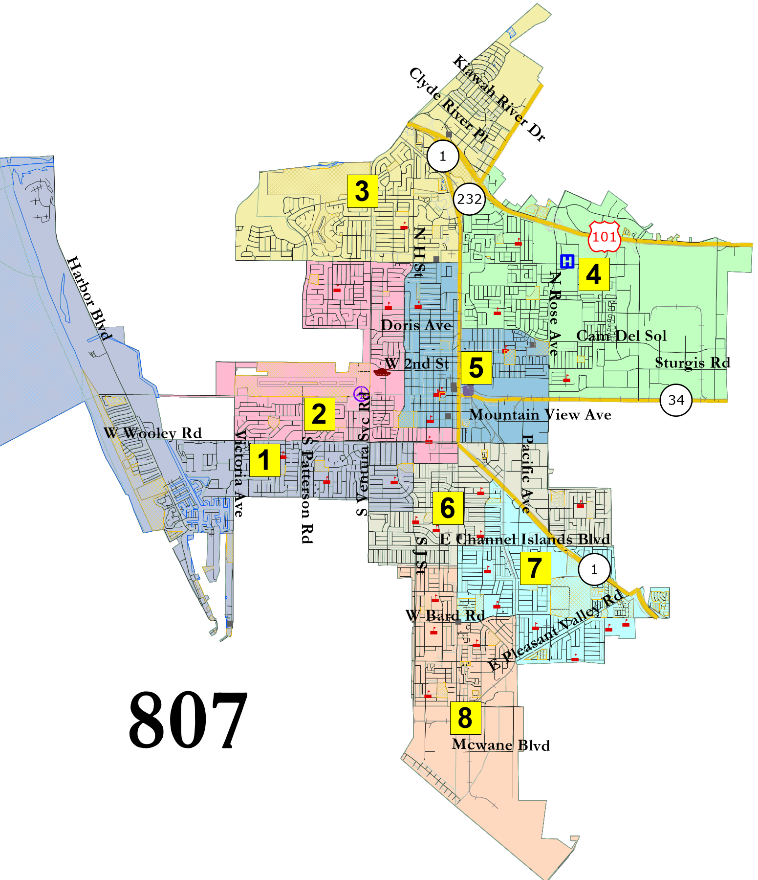 Kiawah River Dr
Clyde River Pl
1
232
3
N H St
101
H
4
N Rose Ave
Harbor Blvd
Doris Ave
Cam Del Sol
W 2nd St
5
Sturgis Rd
34
2
Mountain View Ave
W Wooley Rd
S Ventura Rd
Victoria Ave
1
S Patterson Rd
Pacific Ave
6
E Channel Islands Blvd
S J St
7
1
W Bard Rd
E Pleasant Valley Rd
807
8
Mcwane Blvd